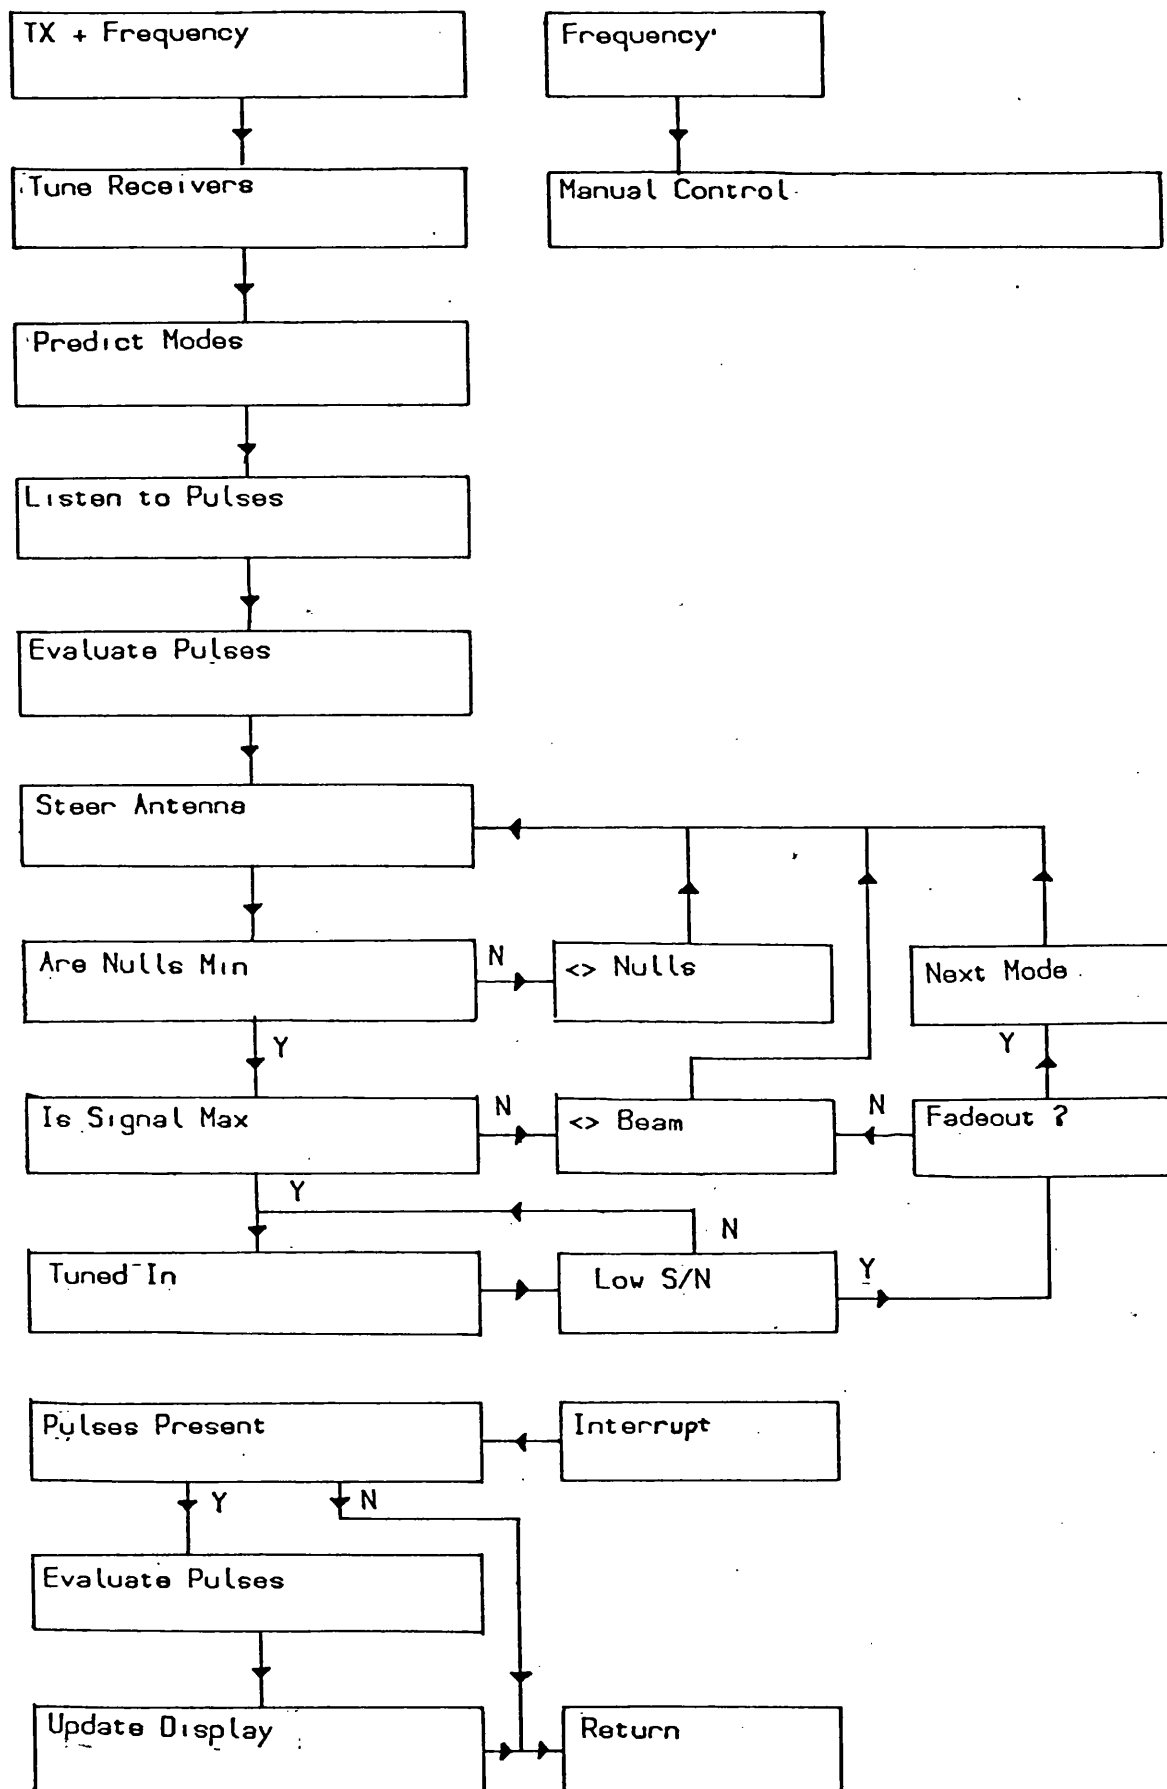 TX + Frequency
Frequency
Tune Receivers
Manual Control
Predict Modes
Listen to Pulses
Evaluate Pulses
Steer Antenna
Are Nulls Min
N
<> Nulls
Next Mode
Y
Y
Is Signal Max
N
<> Beam
N
Fadeout ?
Y
N
Tuned In
Low S/N
Y
Pulses Present
Interrupt
Y
N
Evaluate Pulses
Update Display
Return